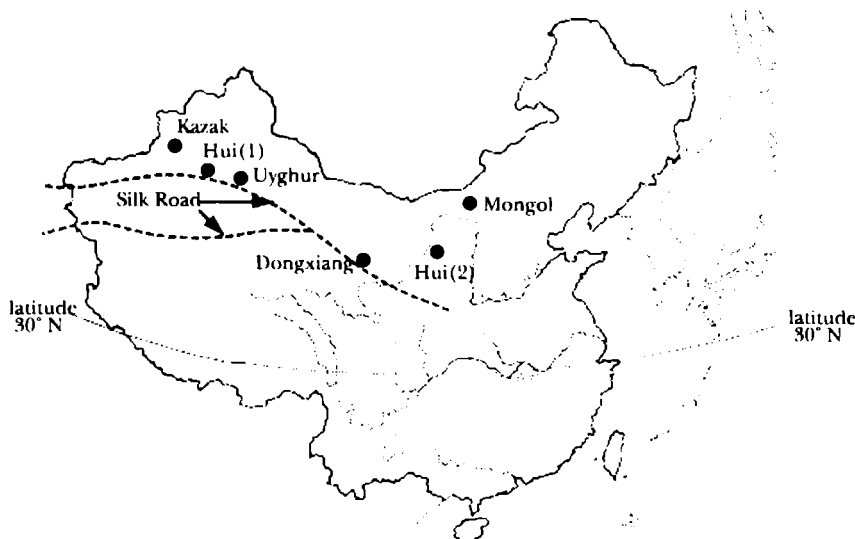 Kazak
Hui(1)
Uyghur
Silk Road
Mongol
Dongxiang
Hui(2)
latitude
30° N
latitude
30° N